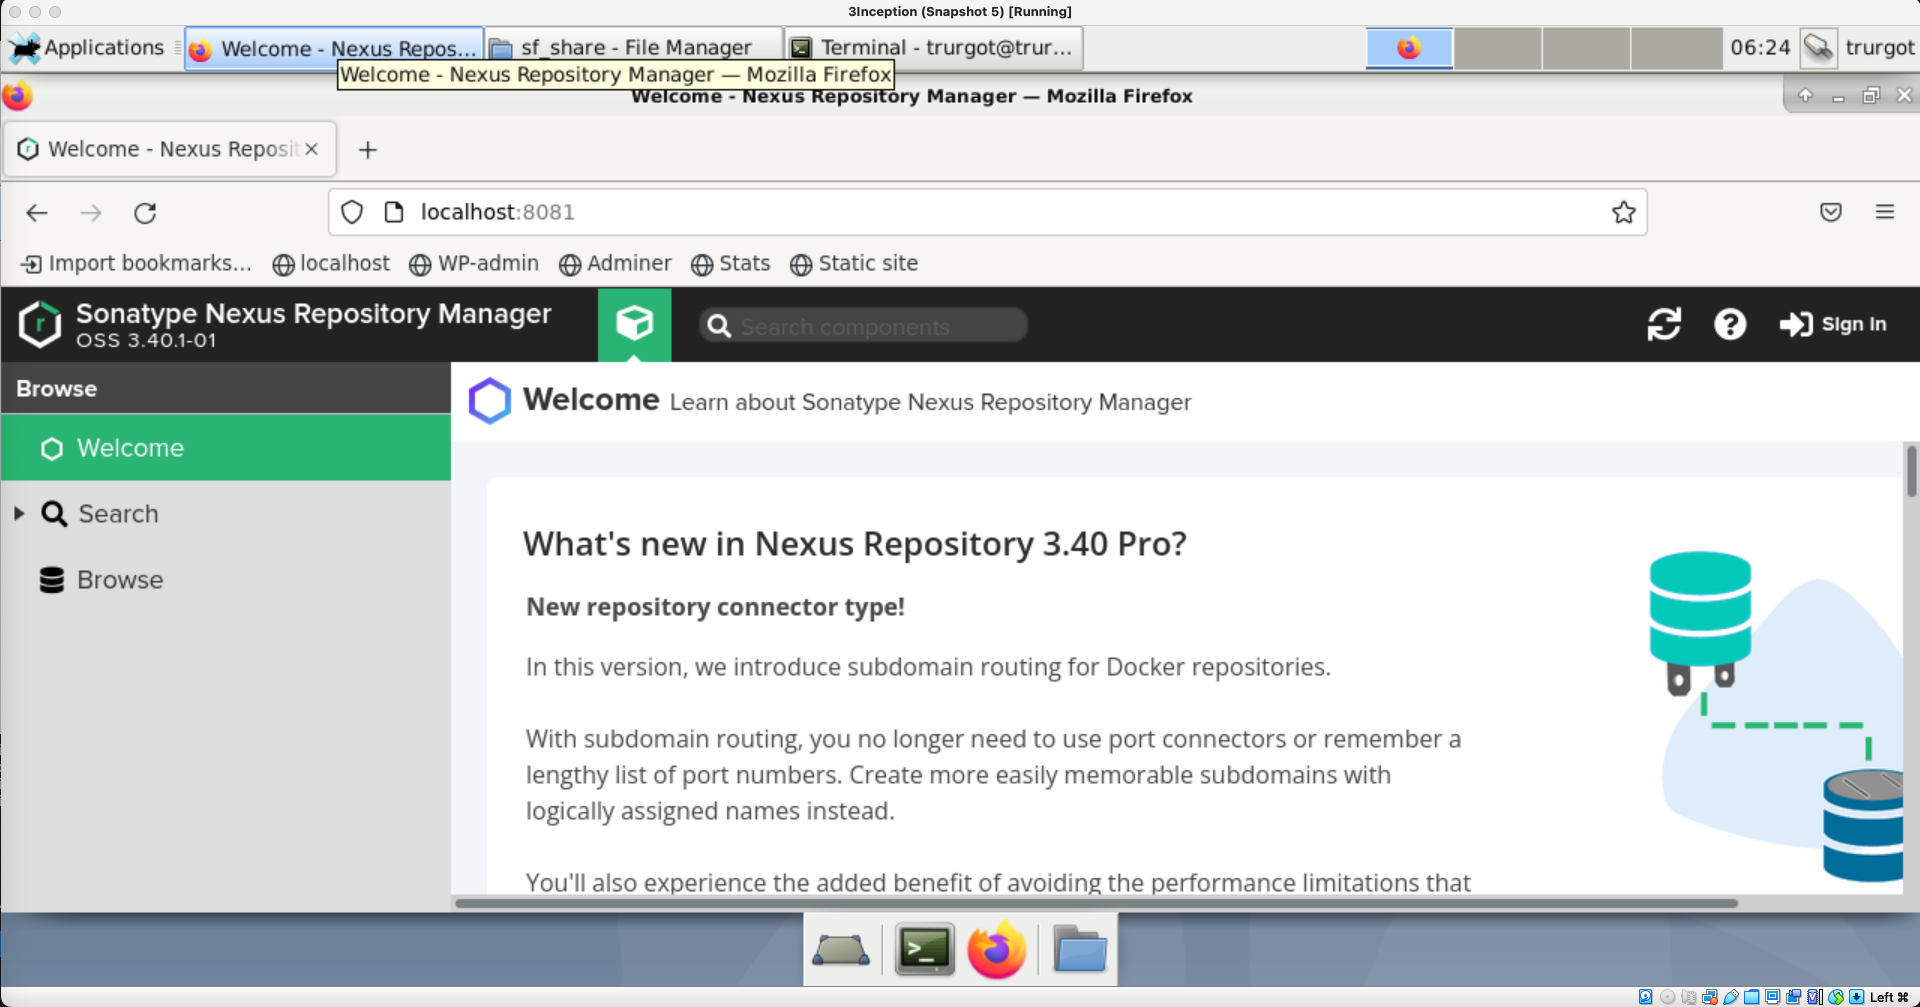 3Inception (Snapshot 5) [Running]
Applications
Welcome - Nexus Repos...
sf_share - File Manager
Terminal - trurgot@trur...
06:24
trurgot
Welcome - Nexus Repository Manager — Mozilla Firefox
Welcome - Nexus Repository Manager — Mozilla Firefox
Welcome - Nexus Reposit
localhost:8081
Import bookmarks...
localhost
WP-admin
Adminer
Stats
Static site
Sonatype Nexus Repository Manager
OSS 3.40.1-01
Search components
Sign In
Browse
Welcome
Search
Browse
Welcome Learn about Sonatype Nexus Repository Manager
What's new in Nexus Repository 3.40 Pro?
New repository connector type!
In this version, we introduce subdomain routing for Docker repositories.
With subdomain routing, you no longer need to use port connectors or remember a
lengthy list of port numbers. Create more easily memorable subdomains with
logically assigned names instead.
You'll also experience the added benefit of avoiding the performance limitations that
Left ⌘